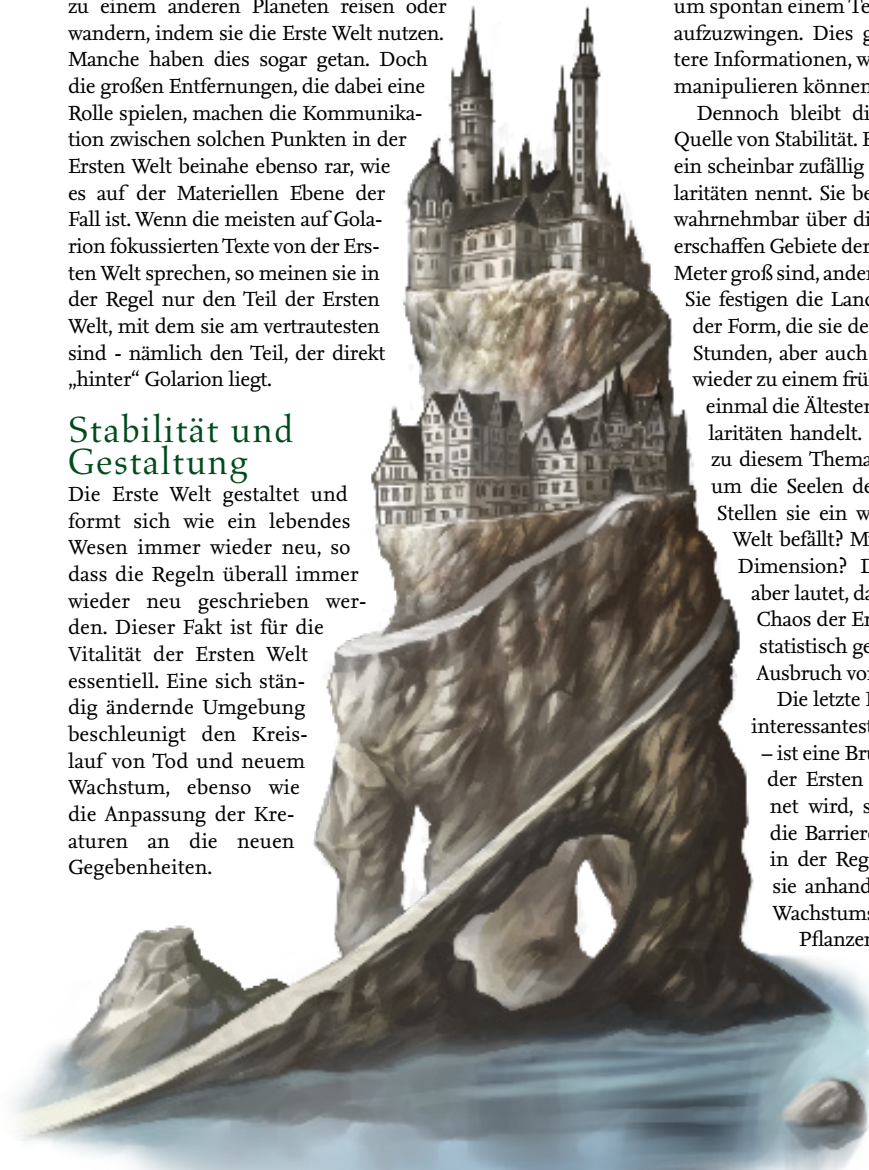 zu einem anderen Planeten reisen oder
wandern, indem sie die Erste Welt nutzen.
Manche haben dies sogar getan. Doch
die großen Entfernungen, die dabei eine
Rolle spielen, machen die Kommunika-
tion zwischen solchen Punkten in der
Ersten Welt beinahe ebenso rar, wie
es auf der Materiellen Ebene der
Fall ist. Wenn die meisten auf Gola-
rion fokussierten Texte von der Ers-
ten Welt sprechen, so meinen sie in
der Regel nur den Teil der Ersten
Welt, mit dem sie am vertrautesten
sind - nämlich den Teil, der direkt
„hinter“ Golarion liegt.
Stabilität und
Gestaltung
Die Erste Welt gestaltet und
formt sich wie ein lebendes
Wesen immer wieder neu, so
dass die Regeln überall immer
wieder neu geschrieben wer-
den. Dieser Fakt ist für die
Vitalität der Ersten Welt
essentiell. Eine sich stän-
dig ändernde Umgebung
beschleunigt den Kreis-
lauf von Tod und neuem
Wachstum, ebenso wie
die Anpassung der Kre-
aturen an die neuen
Gegebenheiten.
um spontan einem Te
aufzuzwingen. Dies g
tere Informationen, w
manipulieren können
Dennoch bleibt di
Quelle von Stabilität.
ein scheinbar zufällig
laritäten nennt. Sie be
wahrnehmbar über di
erschaffen Gebiete der
Meter groß sind, ander
Sie festigen die Land
der Form, die sie de
Stunden, aber auch
wieder zu einem frü
einmal die Ältesten
laritäten handelt.
zu diesem Thema
um die Seelen de
Stellen sie ein w
Welt befällt? M
Dimension? D
aber lautet, da
Chaos der Er
statistisch ge
Ausbruch vo
Die letzte
interessantest
– ist eine Bru
der Ersten
net wird, s
die Barriere
in der Reg
sie anhand
Wachstums
Pflanzen